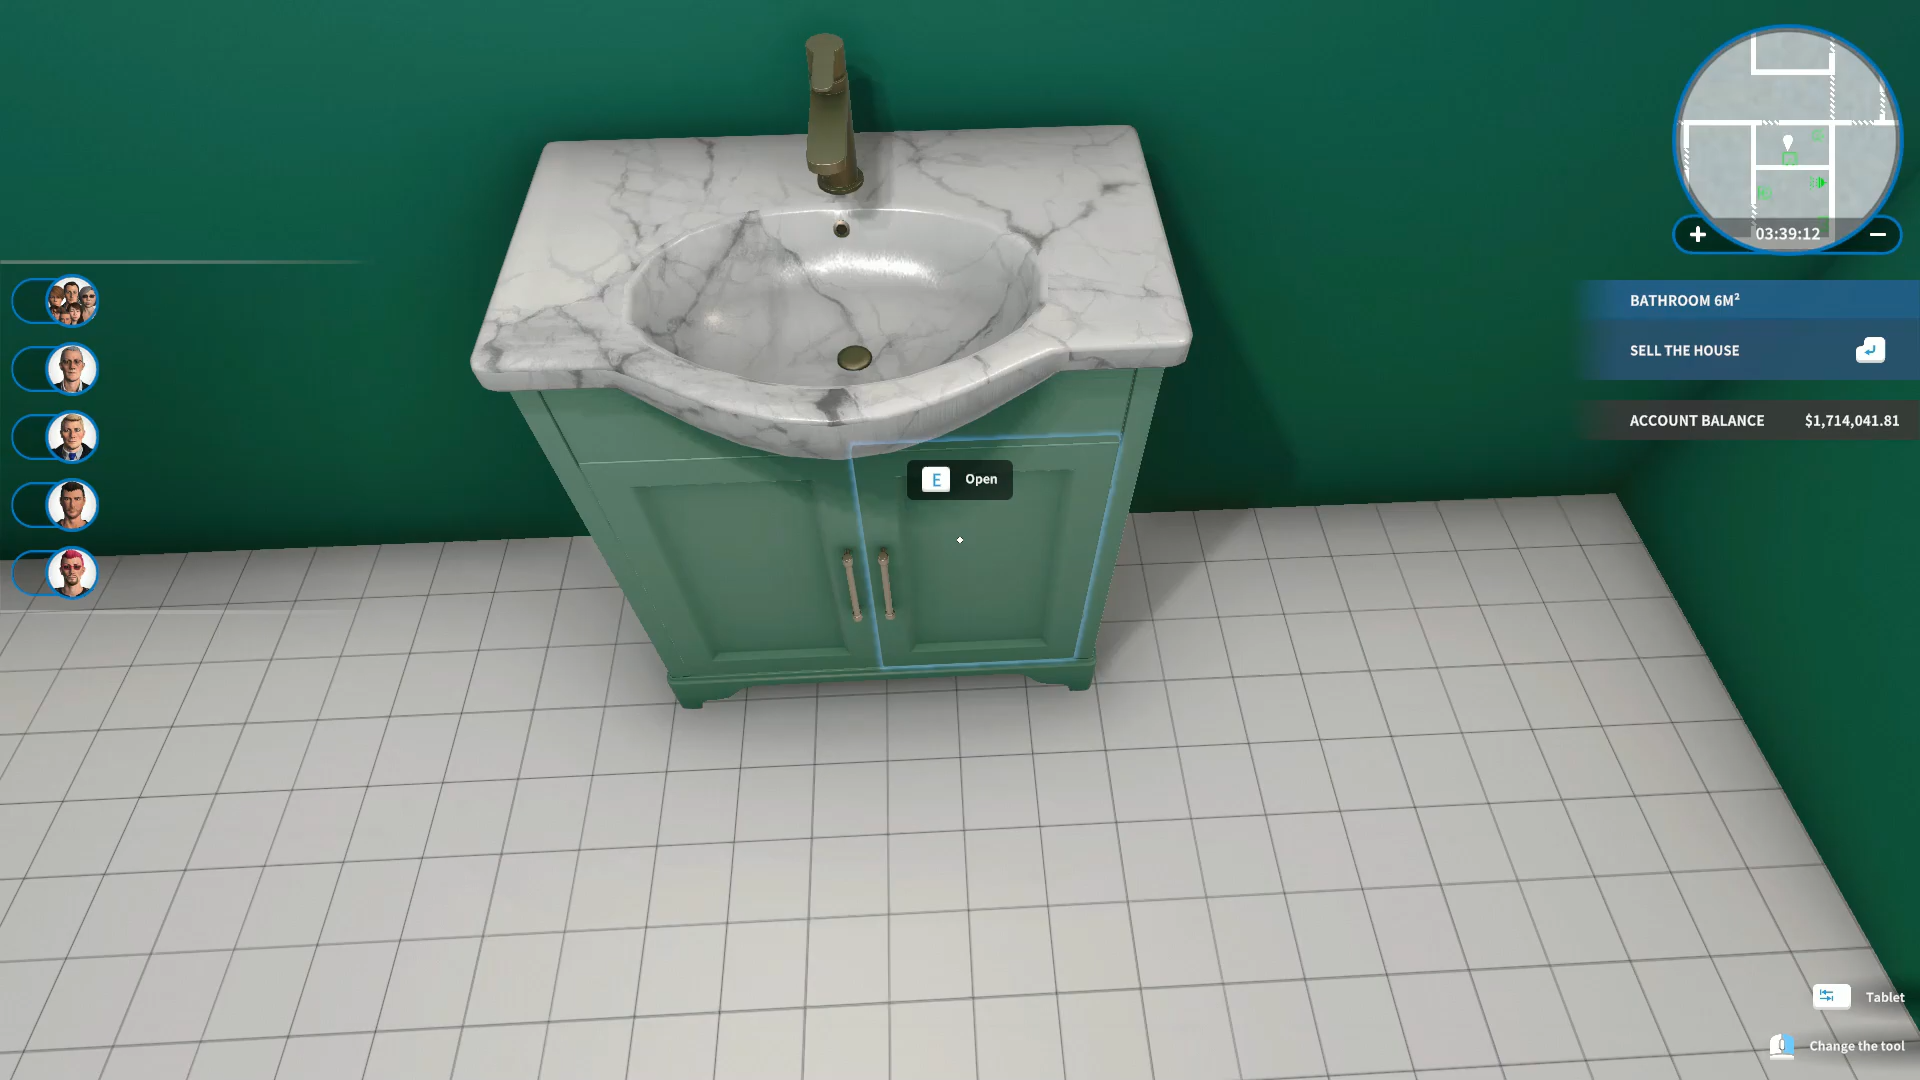 03:39:12
BATHROOM 6M²
SELL THE HOUSE
ACCOUNT BALANCE $1,714,041.81
E Open
Tablet
Change the tool